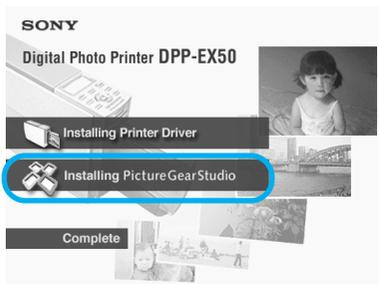 SONY
Digital Photo Printer DPP-EX50
Installing Printer Driver
Installing PictureGearStudio
Complete